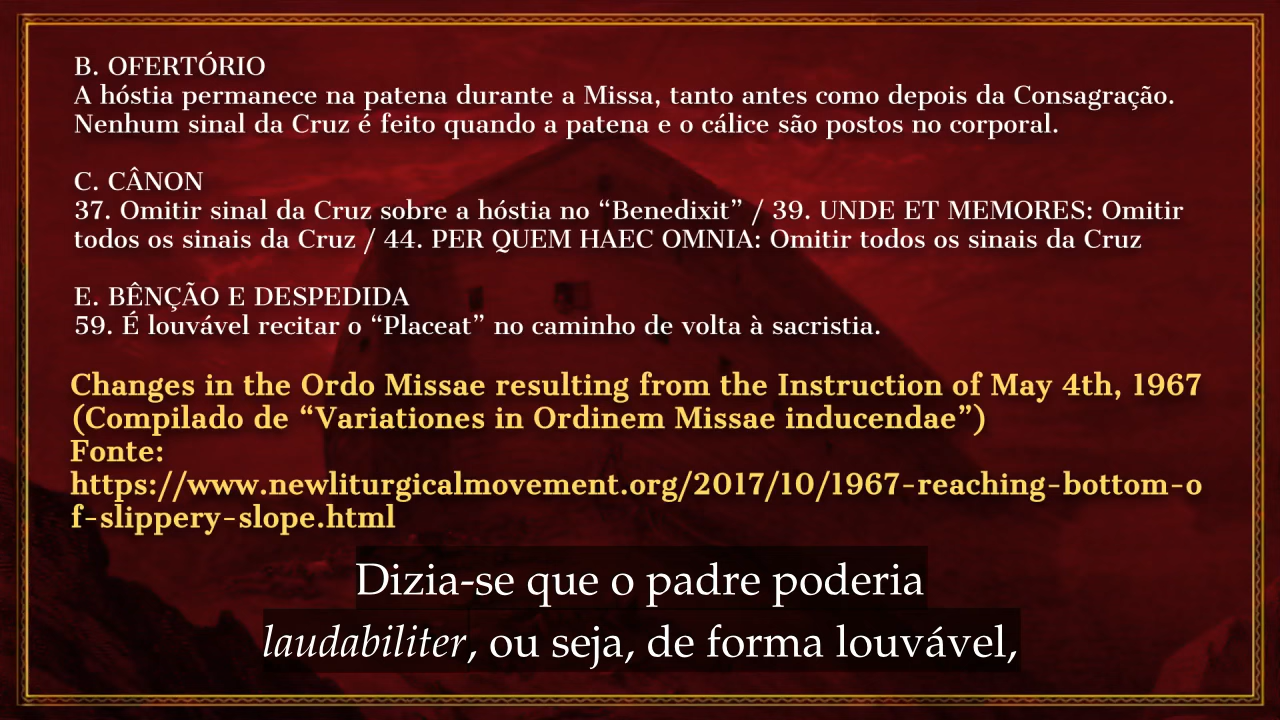 B. OFERTÓRIO
A hóstia permanece na patena durante a Missa, tanto antes como depois da Consagração.
Nenhum sinal da Cruz é feito quando a patena e o cálice são postos no corporal.
C. CÂNON
37. Omitir sinal da Cruz sobre a hóstia no “Benedixit” / 39. UNDE ET MEMORES: Omitir
todos os sinais da Cruz / 44. PER QUEM HAEC OMNIA: Omitir todos os sinais da Cruz
E. BÊNÇÃO E DESPEDIDA
59. É louvável recitar o “Placeat” no caminho de volta à sacristia.
Changes in the Ordo Missae resulting from the Instruction of May 4th, 1967
(Compilado de “Variationes in Ordinem Missae inducendae”)
Fonte:
https://www.newliturgicalmovement.org/2017/10/1967-reaching-bottom-o
f-slippery-slope.html
Dizia-se que o padre poderia
laudabiliter, ou seja, de forma louvável,